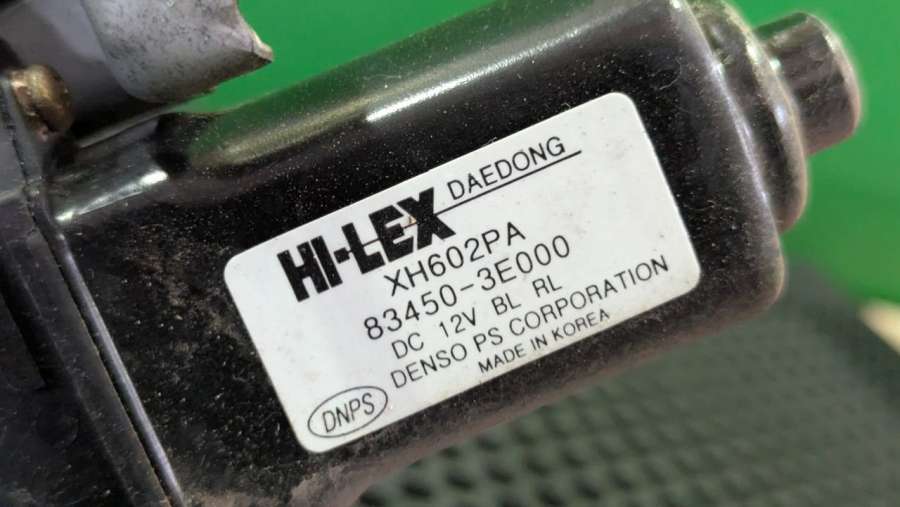 HI-LEX DAEDONG
XH602PA
83450-3E000
DC 12V BL RL
DENSO PS CORPORATION
DNPS
MADE IN KOREA